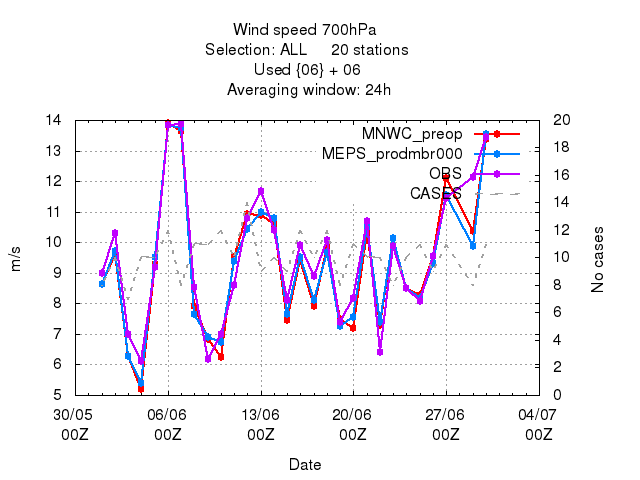 Wind speed 700hPa
Selection: ALL 20 stations
Used {06} + 06
Averaging window: 24h
MNWC_preop
MEPS_prodmbr000
OBS
CASES
14
13
12
11
10
9
8
7
6
5
m/s
20
18
16
14
12
10
8
6
4
2
0
No cases
30/05 06/06 13/06 20/06 27/06 04/07
00Z 00Z 00Z 00Z 00Z 00Z
Date